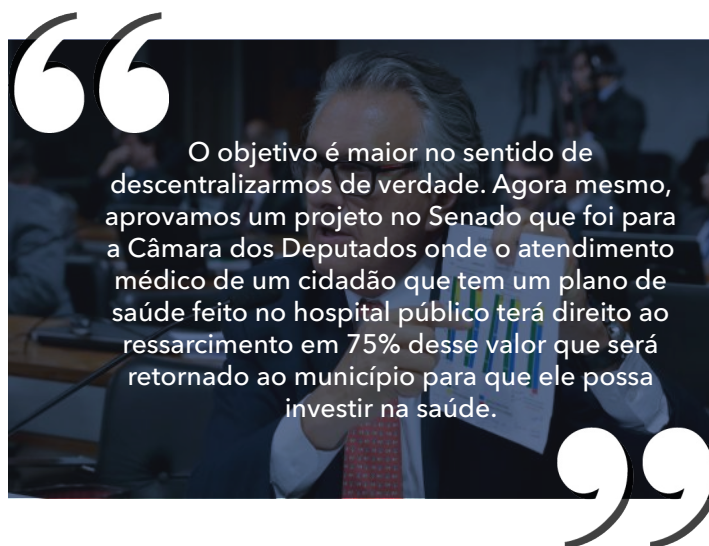 O objetivo é maior no sentido de
descentralizarmos de verdade. Agora mesmo,
aprovamos um projeto no Senado que foi para
a Câmara dos Deputados onde o atendimento
médico de um cidadão que tem um plano de
saúde feito no hospital público terá direito ao
ressarcimento em 75% desse valor que será
retornado ao município para que ele possa
investir na saúde.